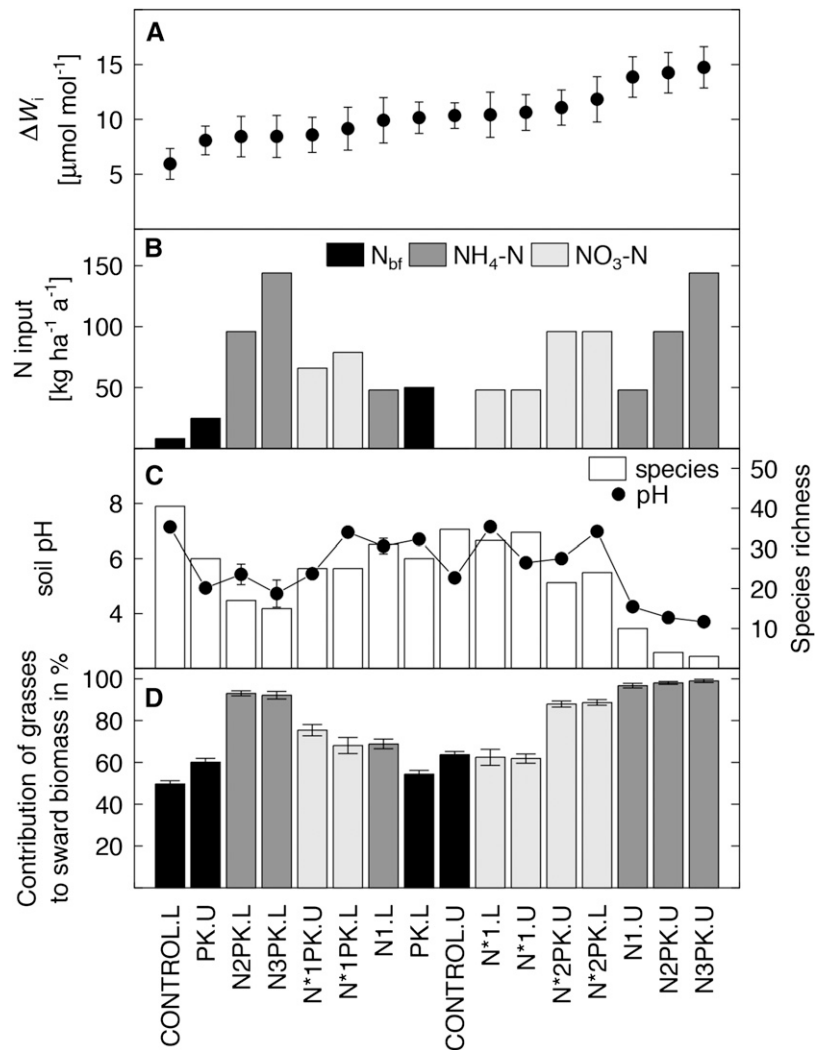 A
ΔWᵢ
[µmol mol⁻¹]
15
10
5
B
N_bf
NH₄-N
NO₃-N
N input
[kg ha⁻¹ a⁻¹]
150
100
50
C
species
pH
soil pH
8
6
4
50
40
30
20
10
Species richness
D
Contribution of grasses
to sward biomass in %
100
80
60
40
20
CONTROL.L
PK.U
N2PK.L
N3PK.L
N*1PK.U
N*1PK.L
N1.L
PK.L
CONTROL.U
N*1.L
N*1.U
N*2PK.U
N*2PK.L
N1.U
N2PK.U
N3PK.U